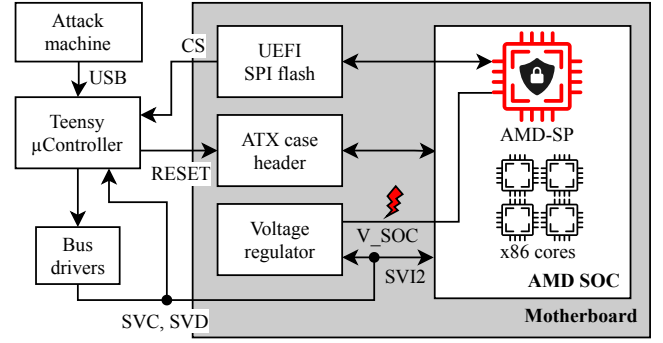 Attack
machine
USB
Teensy
µController
Bus
drivers
SVC, SVD
CS
RESET
UEFI
SPI flash
ATX case
header
Voltage
regulator
V_SOC
SVI2
AMD-SP
x86 cores
AMD SOC
Motherboard